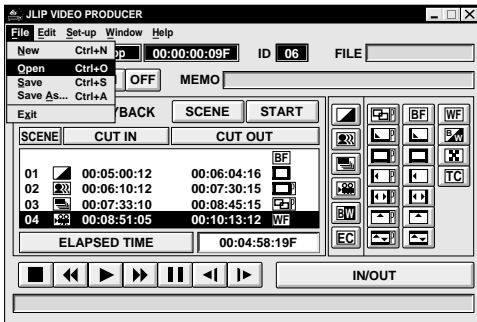 JLIP VIDEO PRODUCER
File Edit Set-up Window Help
New Ctrl+N
Open Ctrl+O
Save Ctrl+S
Save As... Ctrl+A
Exit
00:00:00:09F ID 06 FILE
OFF MEMO
BACK SCENE START
SCENE CUT IN CUT OUT
BF
01 00:05:00:12 00:06:04:16
02 00:06:10:12 00:07:30:15 P
03 00:07:33:10 00:08:45:15 P
04 00:08:51:05 00:10:13:12 WF
ELAPSED TIME 00:04:58:19F
P BF WF
P B/W
P
P TC
P
BW P
EC P
IN/OUT